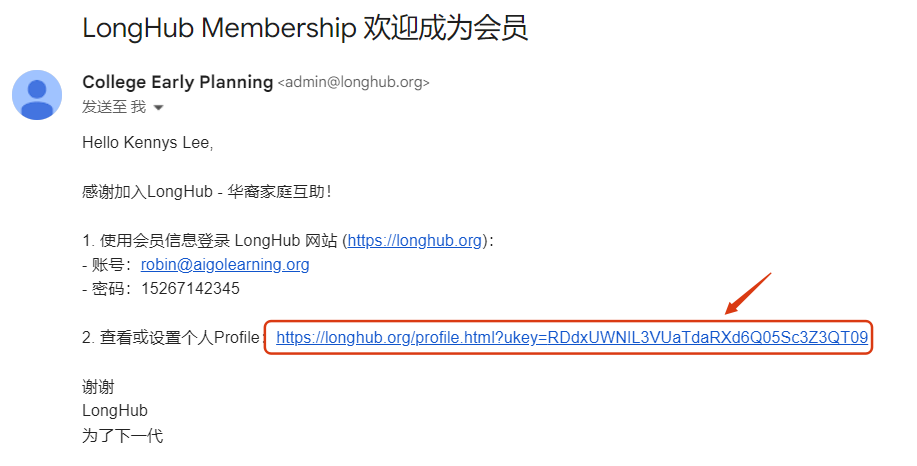 LongHub Membership 欢迎成为会员
College Early Planning <admin@longhub.org>
发送至 我
Hello Kennys Lee,
感谢加入LongHub - 华裔家庭互助！
1. 使用会员信息登录 LongHub 网站 (https://longhub.org)：
- 账号：robin@aigolearning.org
- 密码：15267142345
2. 查看或设置个人Profile：https://longhub.org/profile.html?ukey=RDdxUWNIL3VUaTdaRXd6Q05Sc3Z3QT09
谢谢
LongHub
为了下一代